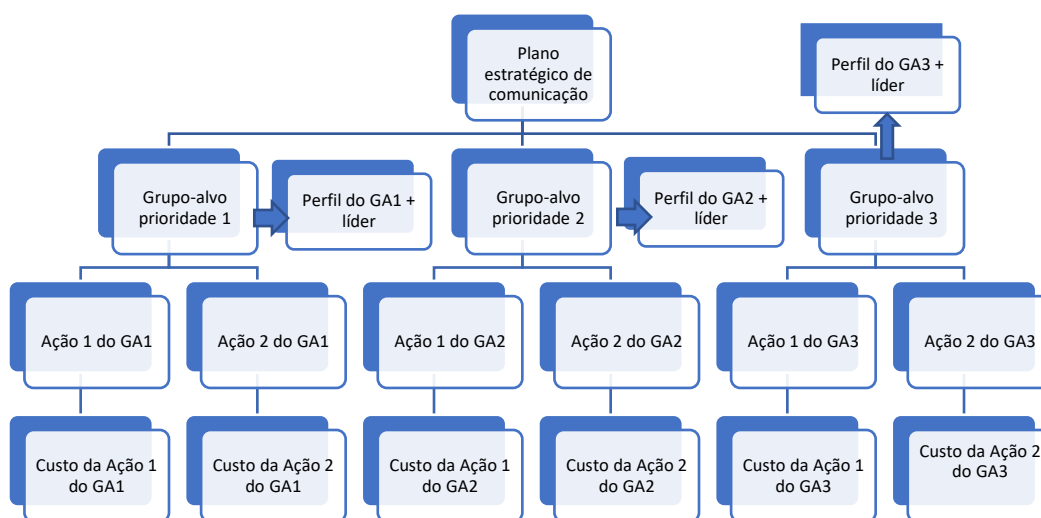 Plano
estratégico de
comunicação
Perfil do GA3 +
líder
Grupo-alvo
prioridade 1
Perfil do GA1 +
líder
Grupo-alvo
prioridade 2
Perfil do GA2 +
líder
Grupo-alvo
prioridade 3
Ação 1 do GA1
Ação 2 do GA1
Ação 1 do GA2
Ação 2 do GA2
Ação 1 do GA3
Ação 2 do GA3
Custo da Ação 1
do GA1
Custo da Ação 2
do GA1
Custo da Ação 1
do GA2
Custo da Ação 2
do GA2
Custo da Ação 1
do GA3
Custo da Ação 2
do GA3